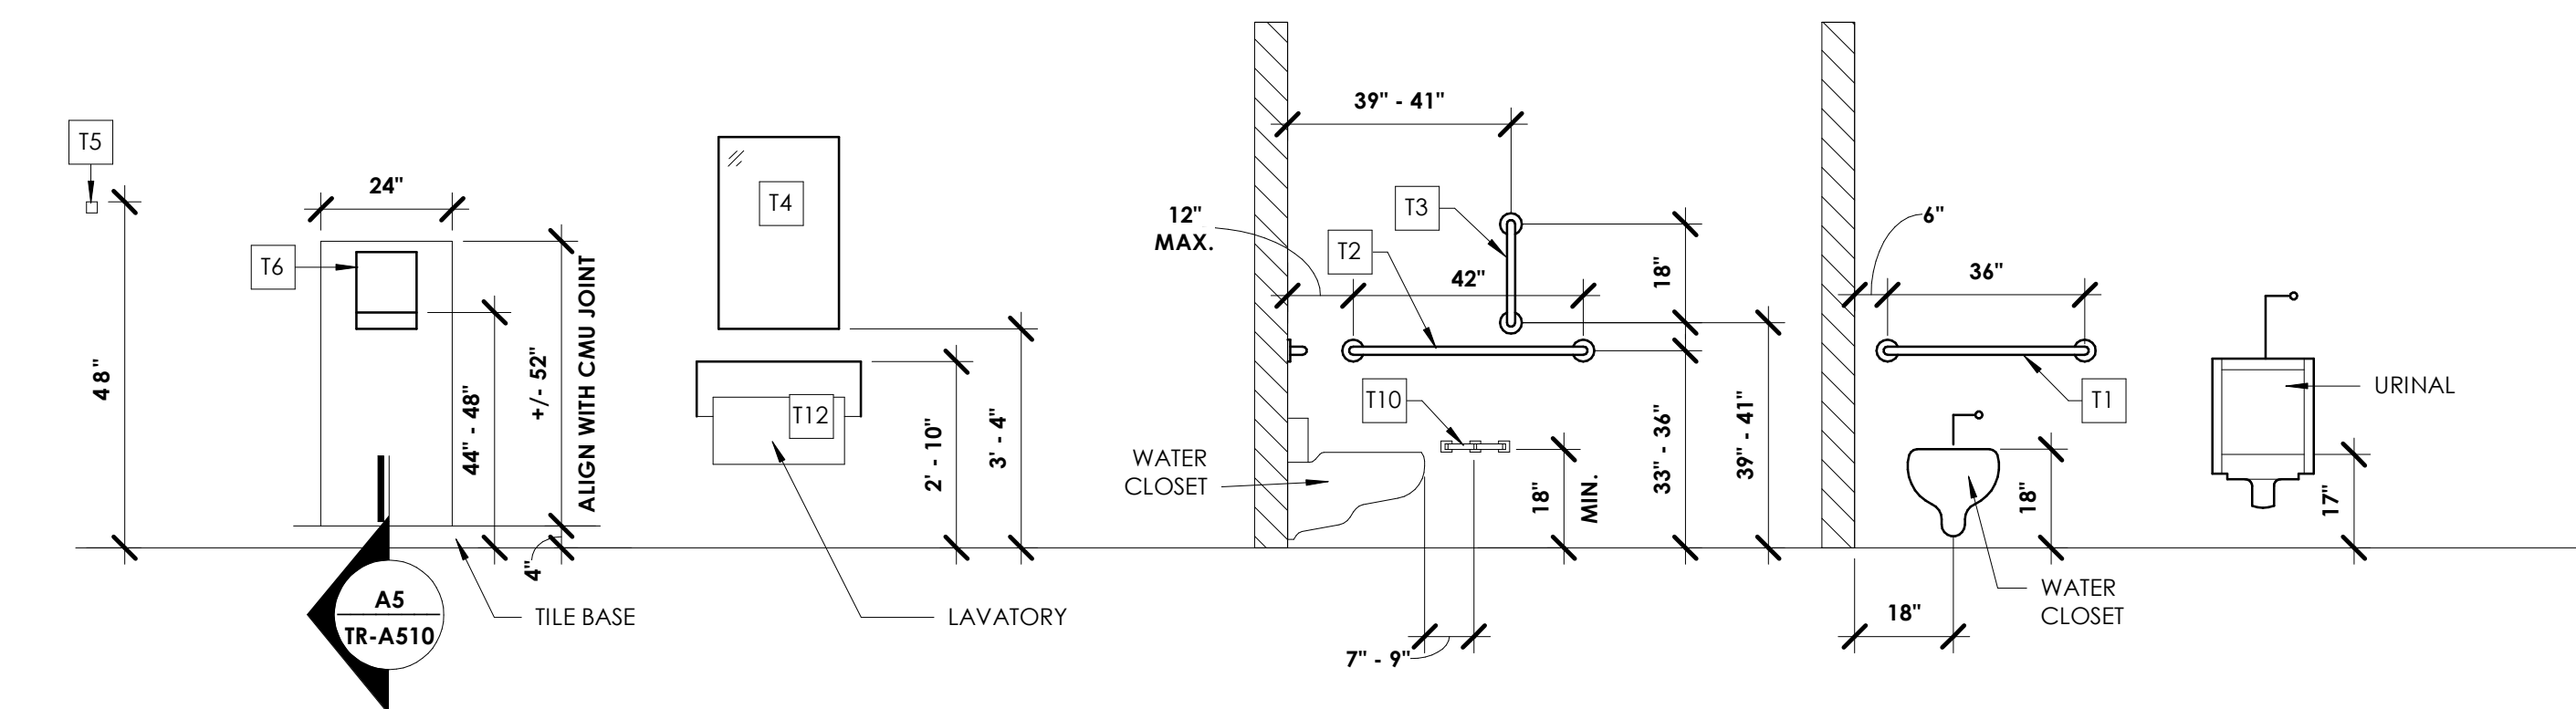 T5
48"
24"
T6
44" - 48"
+/- 52"
ALIGN WITH CMU JOINT
4"
A5
TR-A510
TILE BASE
T4
T12
2' - 10"
3' - 4"
LAVATORY
39" - 41"
12"
MAX.
T3
T2
42"
18"
T10
WATER
CLOSET
18"
MIN.
33" - 36"
39" - 41"
7" - 9"
6"
36"
T1
18"
18"
WATER
CLOSET
URINAL
17"